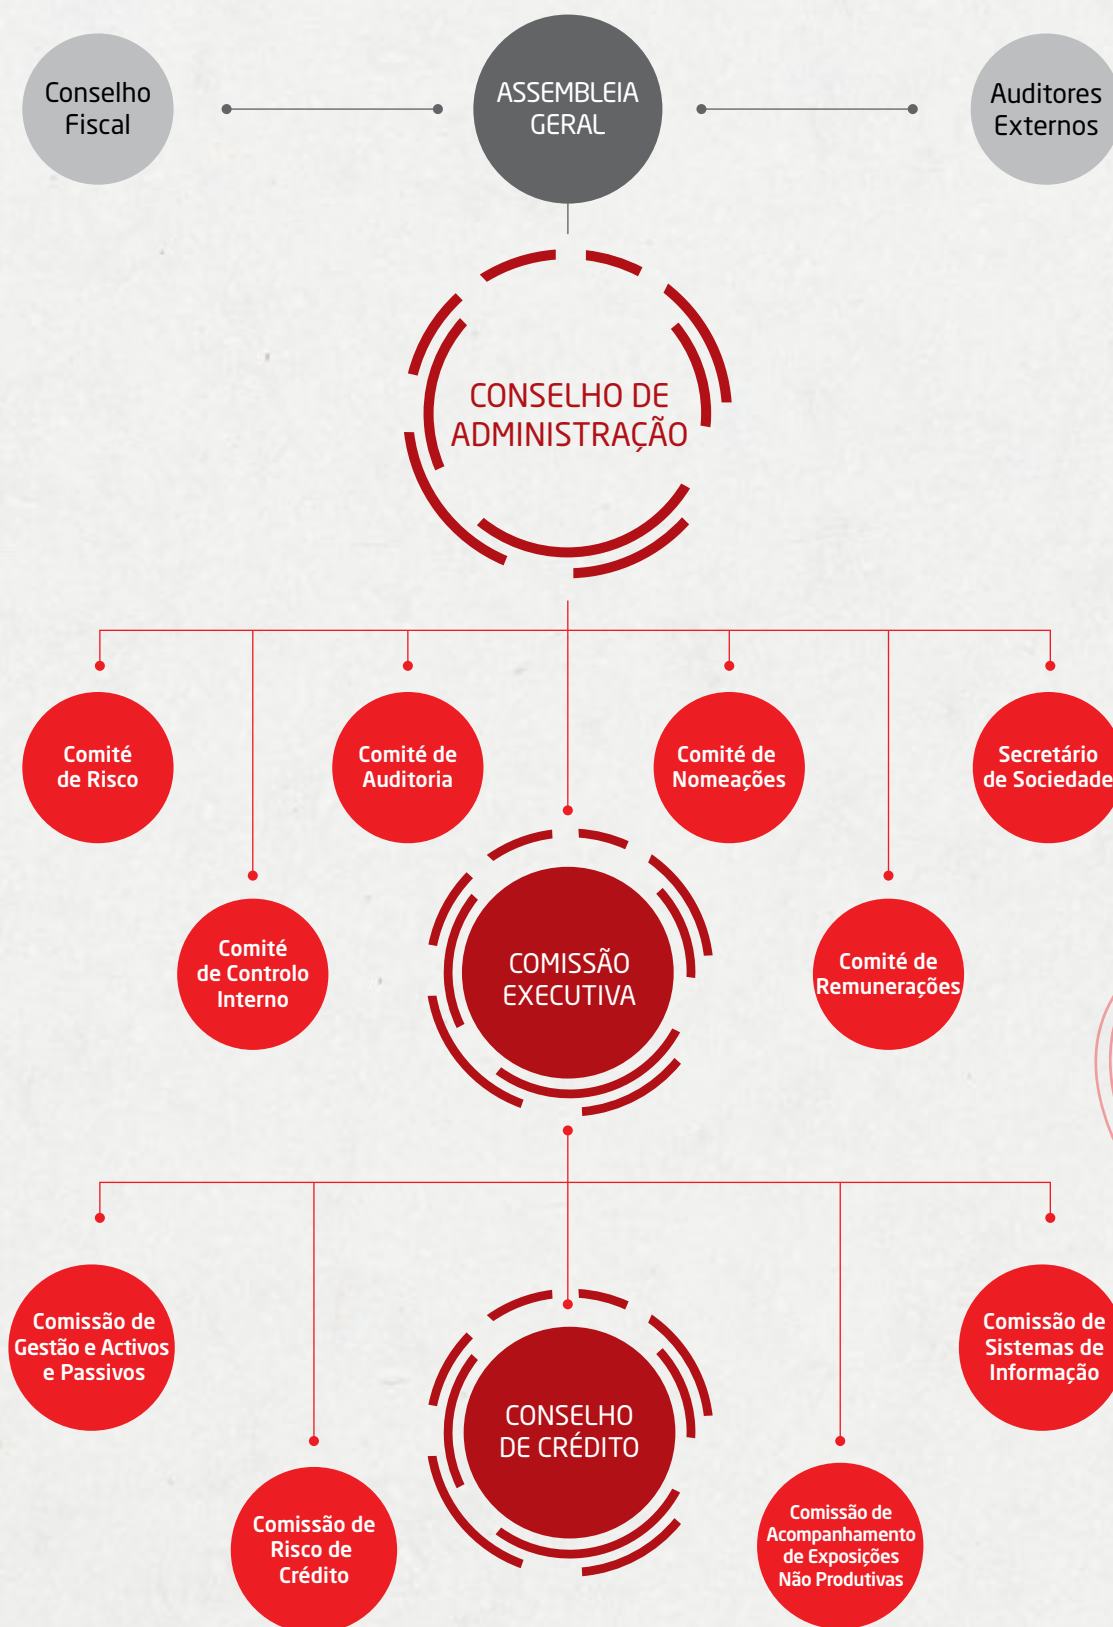 Conselho
Fiscal
ASSEMBLEIA
GERAL
Auditores
Externos
CONSELHO DE
ADMINISTRAÇÃO
Comité
de Risco
Comité de
Auditoria
Comité de
Nomeações
Secretário
de Sociedade
Comité
de Controlo
Interno
COMISSÃO
EXECUTIVA
Comité de
Remunerações
Comissão de
Gestão e Activos
e Passivos
CONSELHO
DE CRÉDITO
Comissão de
Sistemas de
Informação
Comissão de
Risco de
Crédito
Comissão de
Acompanhamento
de Exposições
Não Produtivas